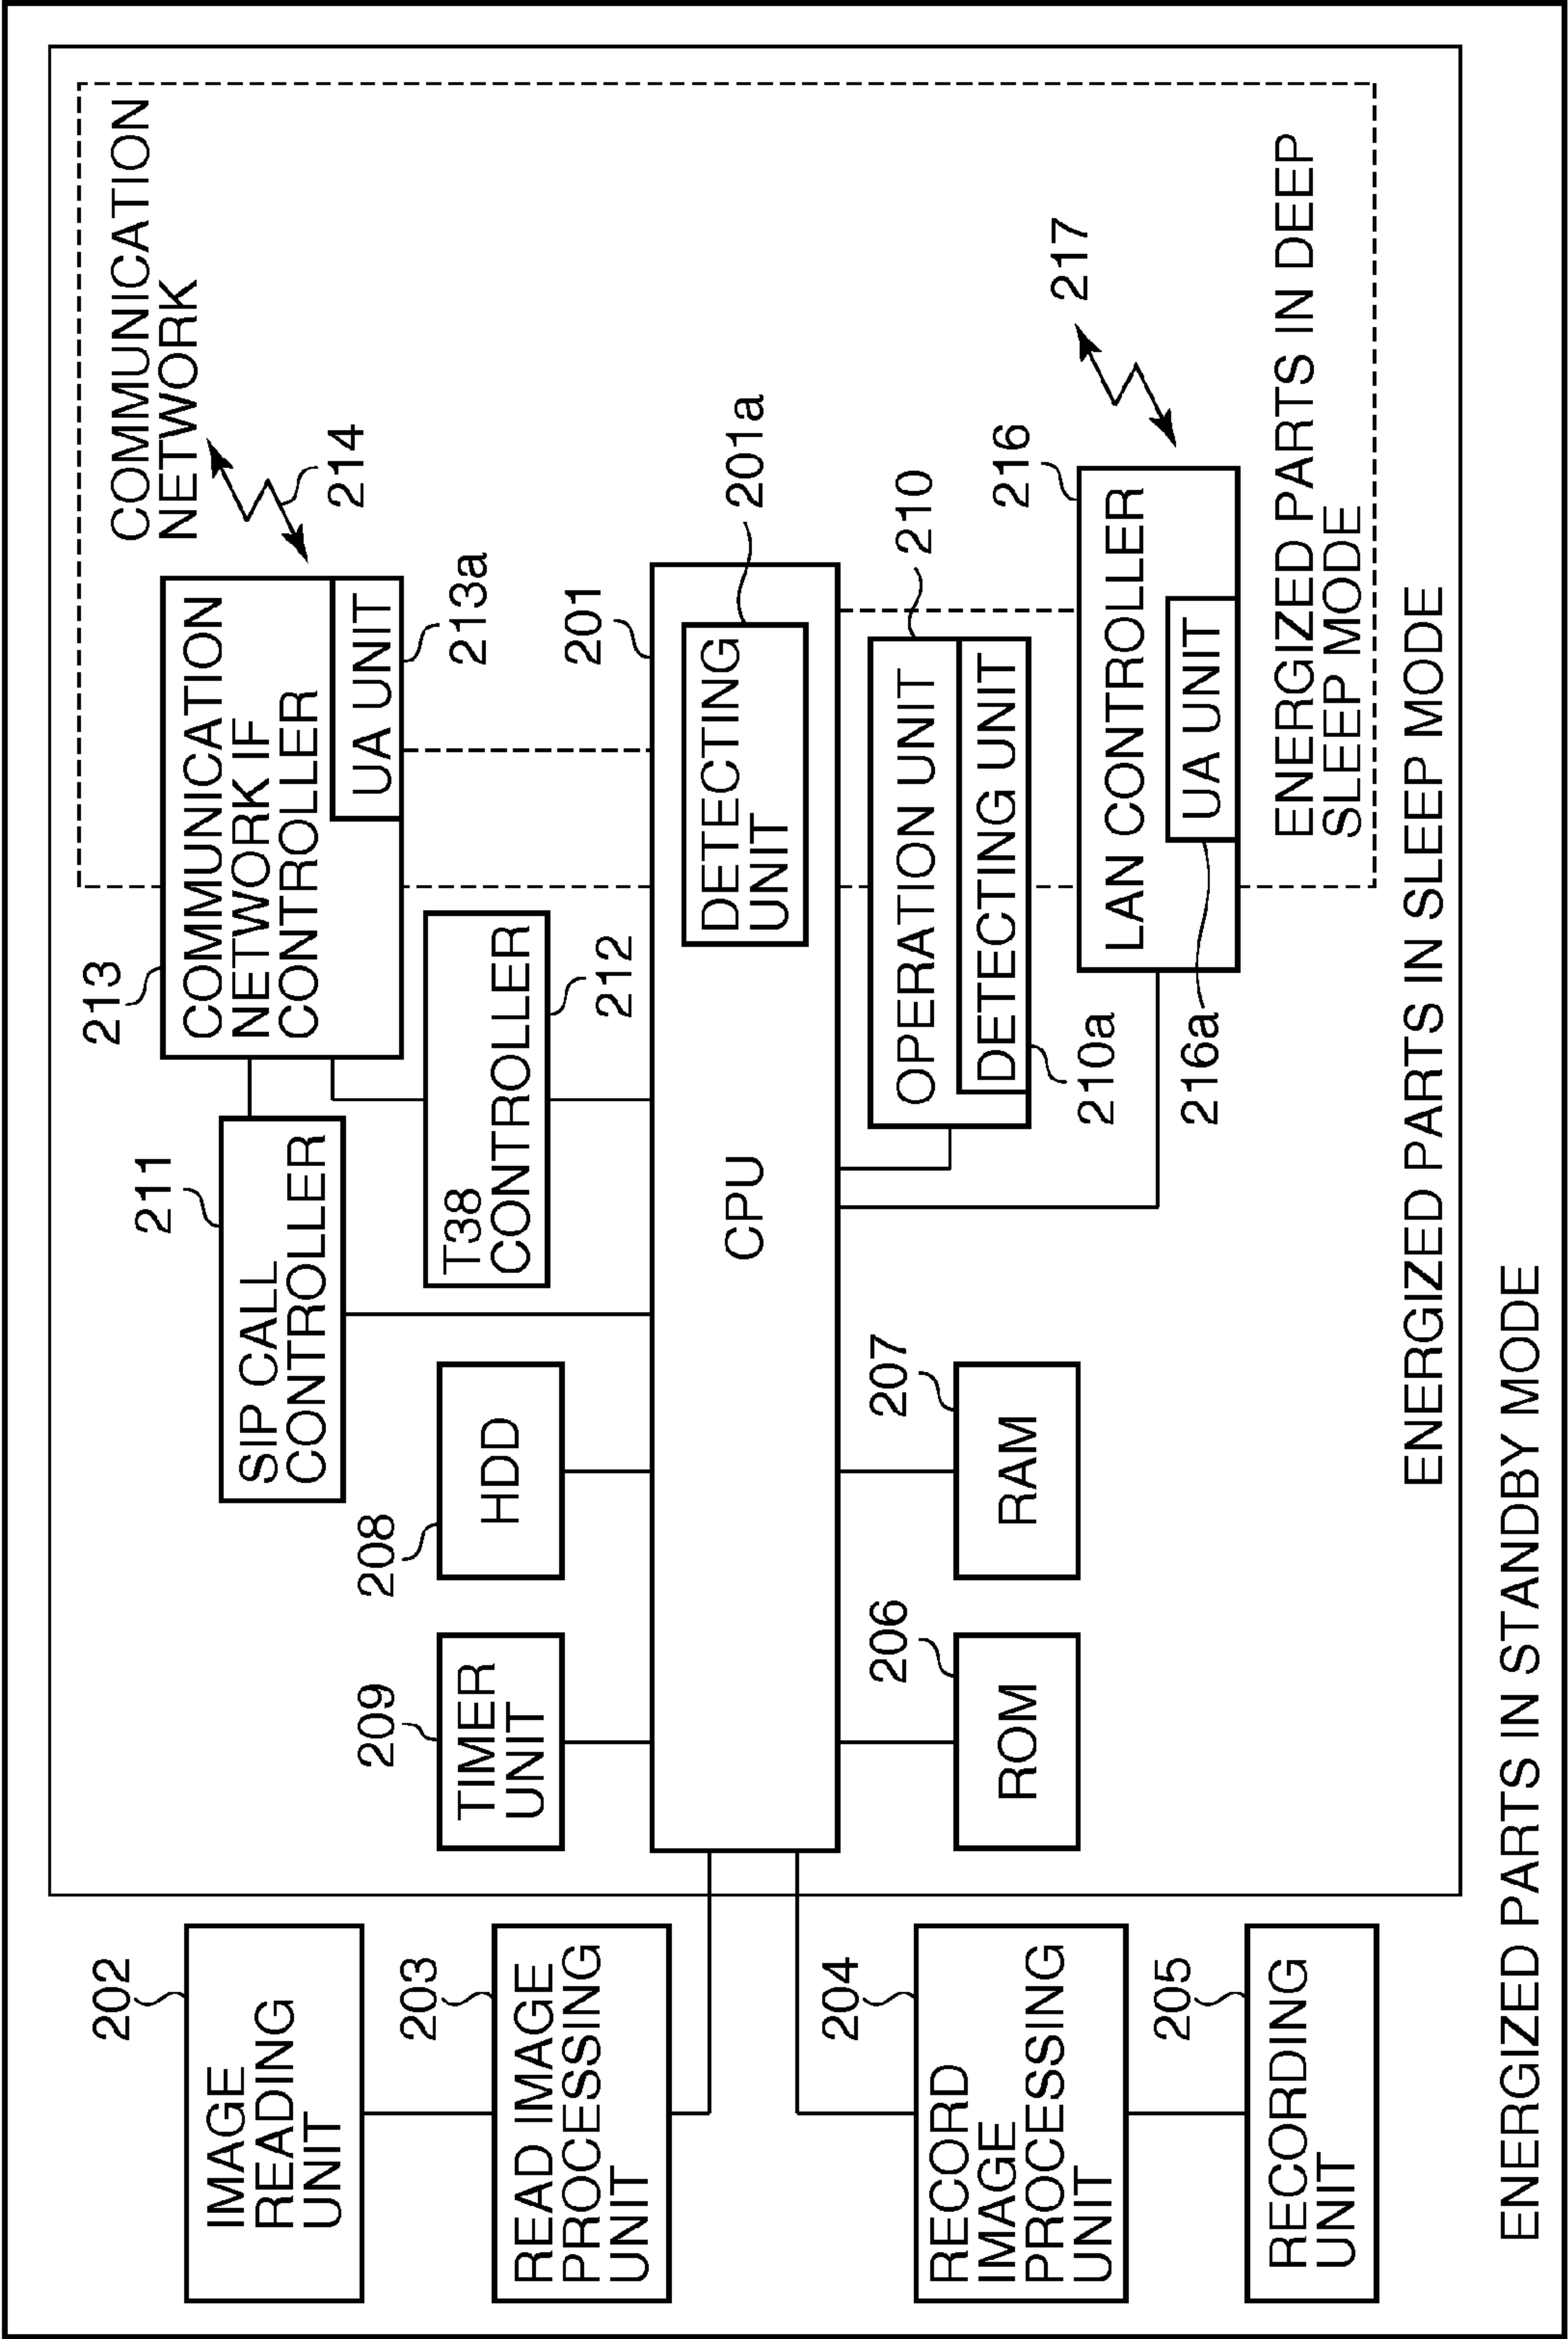 202
IMAGE
READING
UNIT
203
READ IMAGE
PROCESSING
UNIT
204
RECORD
IMAGE
PROCESSING
UNIT
205
RECORDING
UNIT
209
TIMER
UNIT
208
HDD
211
SIP CALL
CONTROLLER
213
COMMUNICATION
NETWORK IF
CONTROLLER
UA UNIT
213a
212
T38
CONTROLLER
COMMUNICATION
NETWORK
214
201
CPU
DETECTING
UNIT
201a
206
ROM
207
RAM
210
OPERATION UNIT
DETECTING UNIT
210a
216
LAN CONTROLLER
UA UNIT
216a
217
ENERGIZED PARTS IN DEEP
SLEEP MODE
ENERGIZED PARTS IN SLEEP MODE
ENERGIZED PARTS IN STANDBY MODE